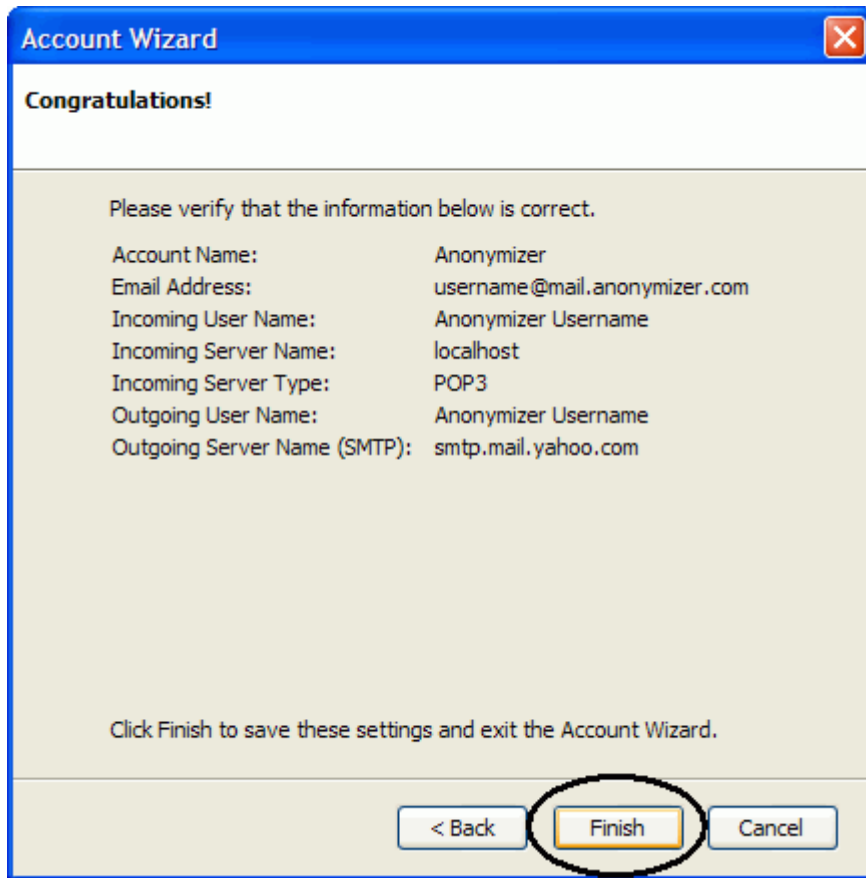 Account Wizard
Congratulations!
Please verify that the information below is correct.
Account Name: Anonymizer
Email Address: username@mail.anonymizer.com
Incoming User Name: Anonymizer Username
Incoming Server Name: localhost
Incoming Server Type: POP3
Outgoing User Name: Anonymizer Username
Outgoing Server Name (SMTP): smtp.mail.yahoo.com
Click Finish to save these settings and exit the Account Wizard.
< Back Finish Cancel